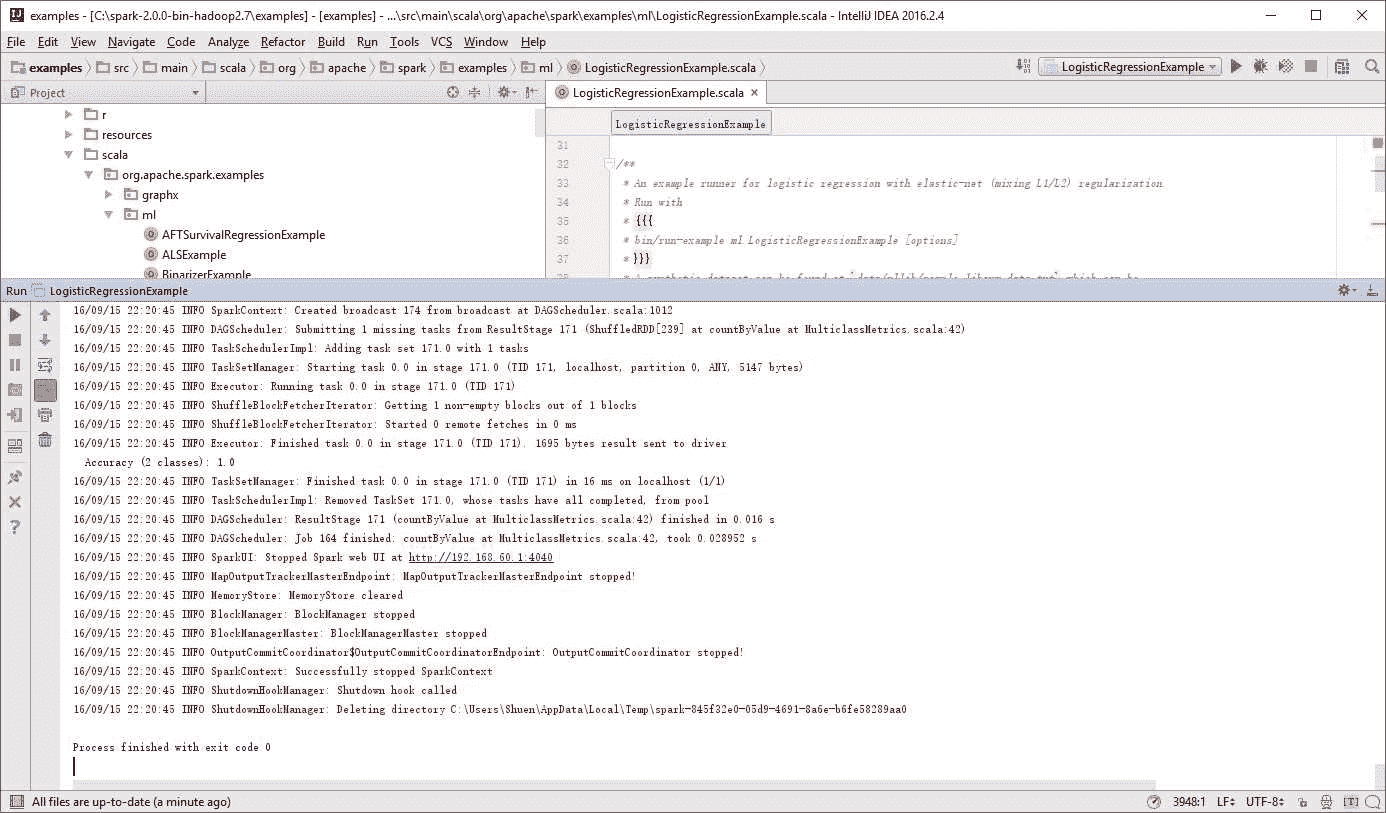 examples - [C:\spark-2.0.0-bin-hadoop2.7\examples] - [examples] - ...\src\main\scala\org\apache\spark\examples\ml\LogisticRegressionExample.scala - IntelliJ IDEA 2016.2.4
File Edit View Navigate Code Analyze Refactor Build Run Tools VCS Window Help
examples src main scala org apache spark examples ml LogisticRegressionExample.scala LogisticRegressionExample
Project
LogisticRegressionExample.scala
r
resources
scala
org.apache.spark.examples
graphx
ml
AFTSurvivalRegressionExample
ALSExample
BinarizerExample
LogisticRegressionExample
31
32 /**
33 * An example runner for logistic regression with elastic-net (mixing L1/L2) regularization.
34 * Run with
35 * {{{
36 * bin/run-example ml.LogisticRegressionExample [options]
37 * }}}
38 * A synthetic dataset can be found at `data/mllib/sample_libsvm_data.txt` which can be
Run LogisticRegressionExample
16/09/15 22:20:45 INFO SparkContext: Created broadcast 174 from broadcast at DAGScheduler.scala:1012
16/09/15 22:20:45 INFO DAGScheduler: Submitting 1 missing tasks from ResultStage 171 (ShuffledRDD[239] at countByValue at MulticlassMetrics.scala:42)
16/09/15 22:20:45 INFO TaskSchedulerImpl: Adding task set 171.0 with 1 tasks
16/09/15 22:20:45 INFO TaskSetManager: Starting task 0.0 in stage 171.0 (TID 171, localhost, partition 0, ANY, 5147 bytes)
16/09/15 22:20:45 INFO Executor: Running task 0.0 in stage 171.0 (TID 171)
16/09/15 22:20:45 INFO ShuffleBlockFetcherIterator: Getting 1 non-empty blocks out of 1 blocks
16/09/15 22:20:45 INFO ShuffleBlockFetcherIterator: Started 0 remote fetches in 0 ms
16/09/15 22:20:45 INFO Executor: Finished task 0.0 in stage 171.0 (TID 171). 1695 bytes result sent to driver
Accuracy (2 classes): 1.0
16/09/15 22:20:45 INFO TaskSetManager: Finished task 0.0 in stage 171.0 (TID 171) in 16 ms on localhost (1/1)
16/09/15 22:20:45 INFO TaskSchedulerImpl: Removed TaskSet 171.0, whose tasks have all completed, from pool
16/09/15 22:20:45 INFO DAGScheduler: ResultStage 171 (countByValue at MulticlassMetrics.scala:42) finished in 0.016 s
16/09/15 22:20:45 INFO DAGScheduler: Job 164 finished: countByValue at MulticlassMetrics.scala:42, took 0.028952 s
16/09/15 22:20:45 INFO SparkUI: Stopped Spark web UI at http://192.168.60.1:4040
16/09/15 22:20:45 INFO MapOutputTrackerMasterEndpoint: MapOutputTrackerMasterEndpoint stopped!
16/09/15 22:20:45 INFO MemoryStore: MemoryStore cleared
16/09/15 22:20:45 INFO BlockManager: BlockManager stopped
16/09/15 22:20:45 INFO BlockManagerMaster: BlockManagerMaster stopped
16/09/15 22:20:45 INFO OutputCommitCoordinator$OutputCommitCoordinatorEndpoint: OutputCommitCoordinator stopped!
16/09/15 22:20:45 INFO SparkContext: Successfully stopped SparkContext
16/09/15 22:20:45 INFO ShutdownHookManager: Shutdown hook called
16/09/15 22:20:45 INFO ShutdownHookManager: Deleting directory C:\Users\Shuen\AppData\Local\Temp\spark-845f32e0-05d9-4691-8a6e-b6fe58289aa0
Process finished with exit code 0
All files are up-to-date (a minute ago) 3948:1 LF UTF-8